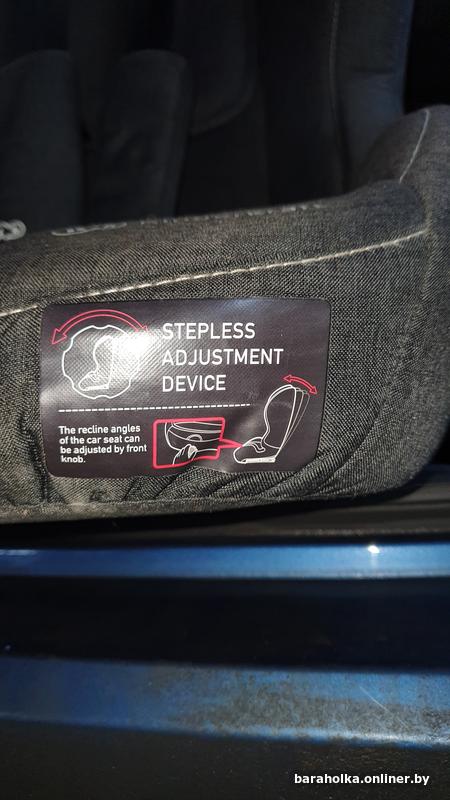 STEPLESS
ADJUSTMENT
DEVICE
The recline angles
of the car seat can
be adjusted by front
knob.
baraholka.onliner.by